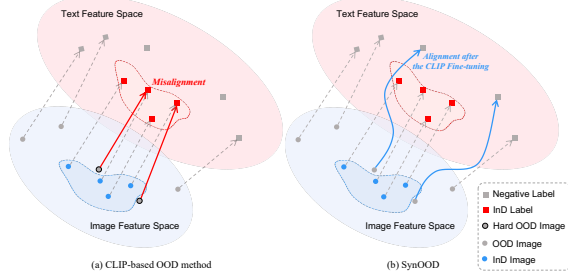 Text Feature Space
Misalignment
Image Feature Space
(a) CLIP-based OOD method
Text Feature Space
Alignment after
the CLIP Fine-tuning
Image Feature Space
(b) SynOOD
Negative Label
InD Label
Hard OOD Image
OOD Image
InD Image